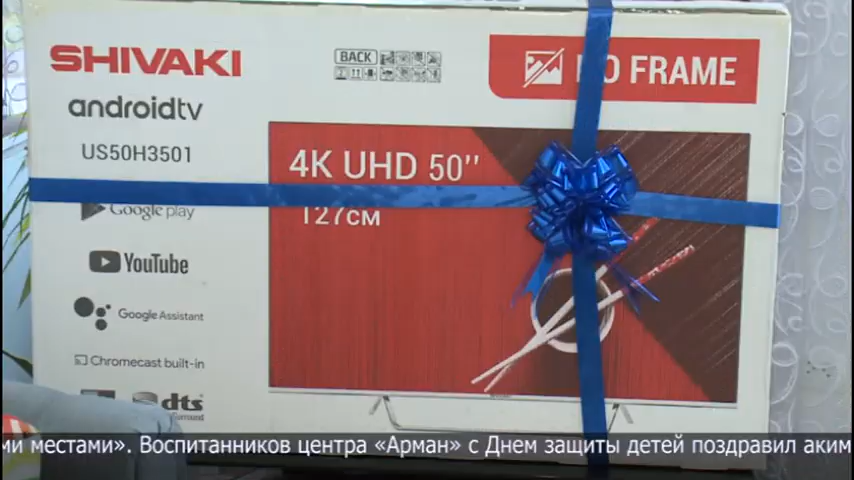 SHIVAKI
androidtv
US50H3501
Google play
YouTube
Google Assistant
Chromecast built-in
dts
BACK
FRAME
4K UHD 50''
127см
ми местами». Воспитанников центра «Арман» с Днем защиты детей поздравил аким